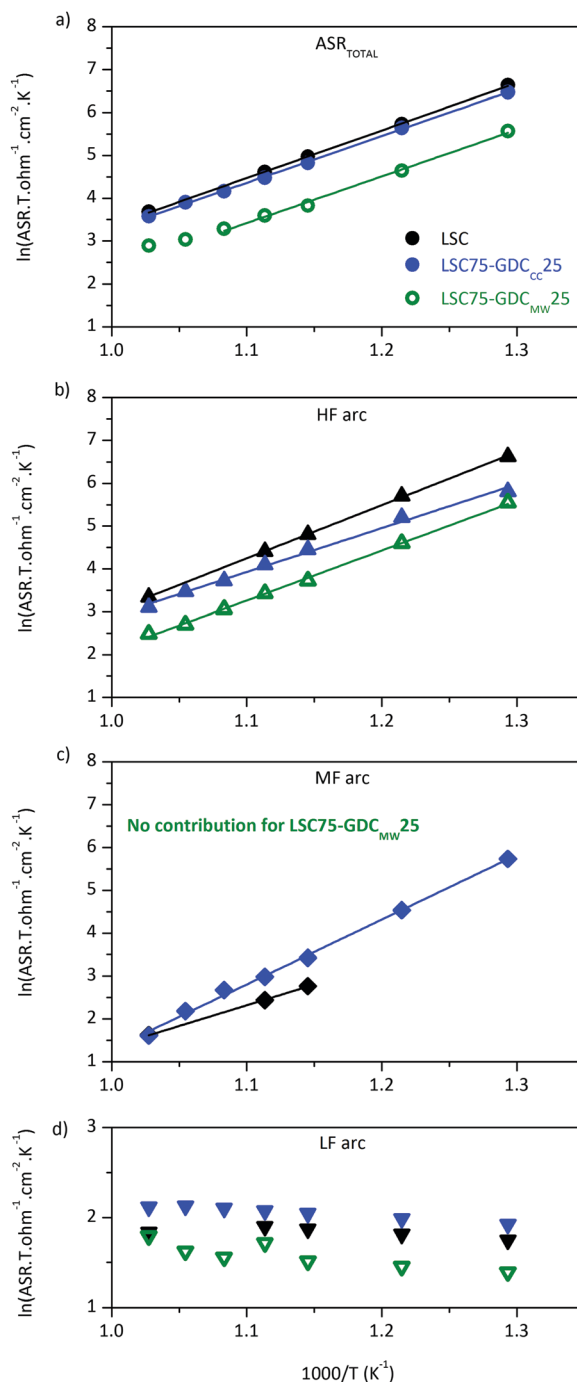 a)
ASR_TOTAL
8
7
6
5
4
3
2
1
ln(ASR.T.ohm⁻¹.cm⁻².K⁻¹)
LSC
LSC75-GDC_CC25
LSC75-GDC_MW25
1.0 1.1 1.2 1.3
b)
HF arc
8
7
6
5
4
3
2
1
ln(ASR.T.ohm⁻¹.cm⁻².K⁻¹)
1.0 1.1 1.2 1.3
c)
MF arc
No contribution for LSC75-GDC_MW25
8
7
6
5
4
3
2
1
ln(ASR.T.ohm⁻¹.cm⁻².K⁻¹)
1.0 1.1 1.2 1.3
d)
LF arc
3
2
1
ln(ASR.T.ohm⁻¹.cm⁻².K⁻¹)
1.0 1.1 1.2 1.3
1000/T (K⁻¹)